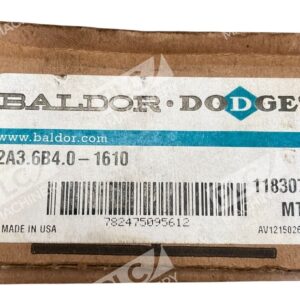 BALDOR · DODGE
www.baldor.com
2A3.6B4.0-1610
118307
782475095612
MT
MADE IN USA
AV1215026